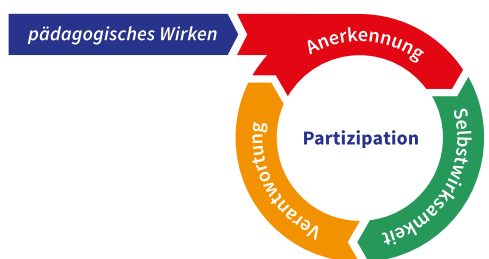 pädagogisches Wirken
Anerkennung
Selbstwirksamkeit
Verantwortung
Partizipation